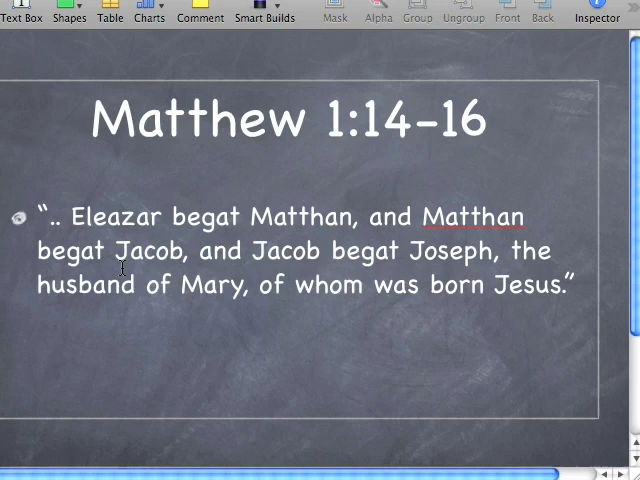 Text Box Shapes Table Charts Comment Smart Builds Mask Alpha Group Ungroup Front Back Inspector
Matthew 1:14-16
“.. Eleazar begat Matthan, and Matthan
begat Jacob, and Jacob begat Joseph, the
husband of Mary, of whom was born Jesus.”